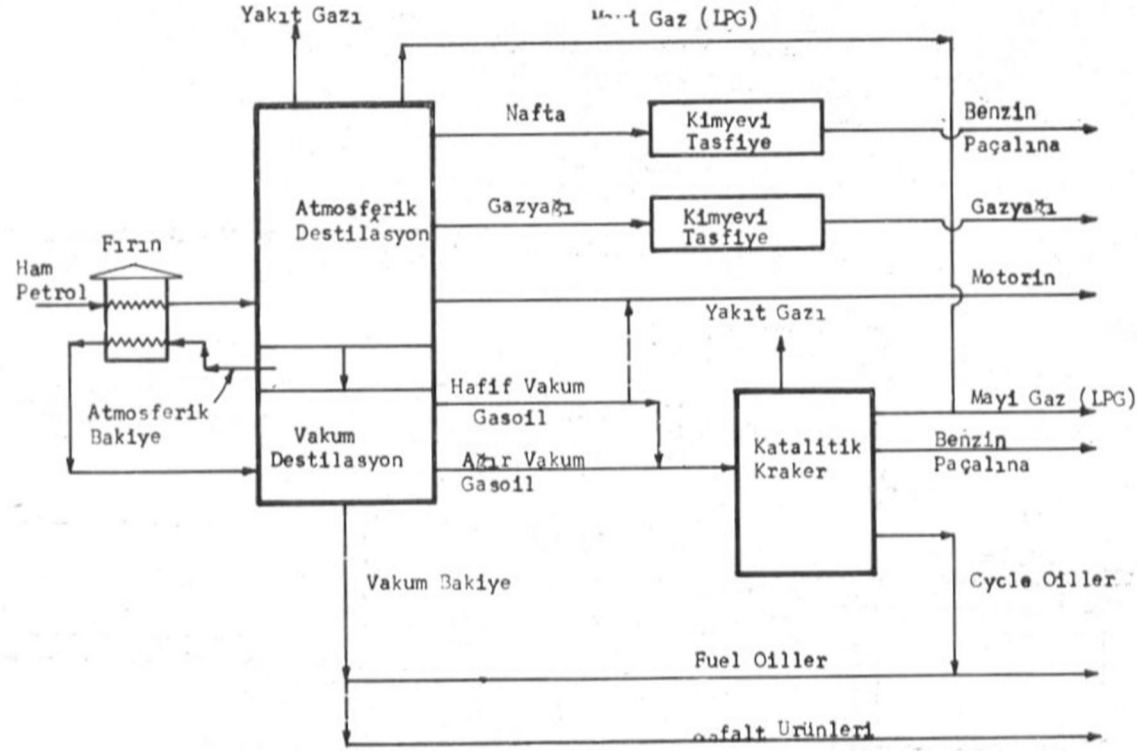 Yakıt Gazı
Gaz (LPG)
Nafta
Kimyevi
Tasfiye
Benzin
Paçalına
Atmosferik
Destilasyon
Gazyağı
Kimyevi
Tasfiye
Gazyağı
Fırın
Ham
Petrol
Motorin
Yakıt Gazı
Hafif Vakum
Gasoil
Mayi Gaz (LPG)
Atmosferik
Bakiye
Vakum
Destilasyon
Ağır Vakum
Gasoil
Katalitik
Kraker
Benzin
Paçalına
Vakum Bakiye
Cycle Oiller
Fuel Oiller
Urünleri